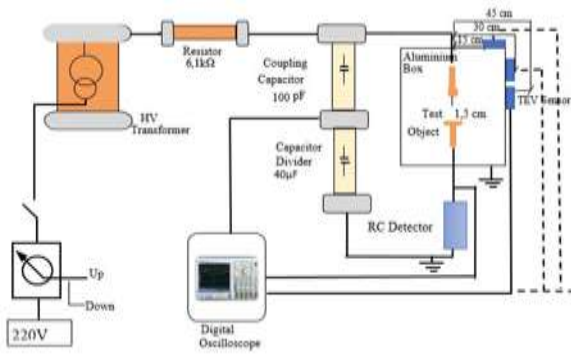 45 cm
30 cm
15 cm
Resistor
6,1kΩ
Coupling
Capacitor
100 pF
Aluminium
Box
TEV Sensor
HV
Transformer
Test 1,5 cm
Object
Capacitor
Divider
40μF
RC Detector
Up
Down
220V
Digital
Oscilloscope